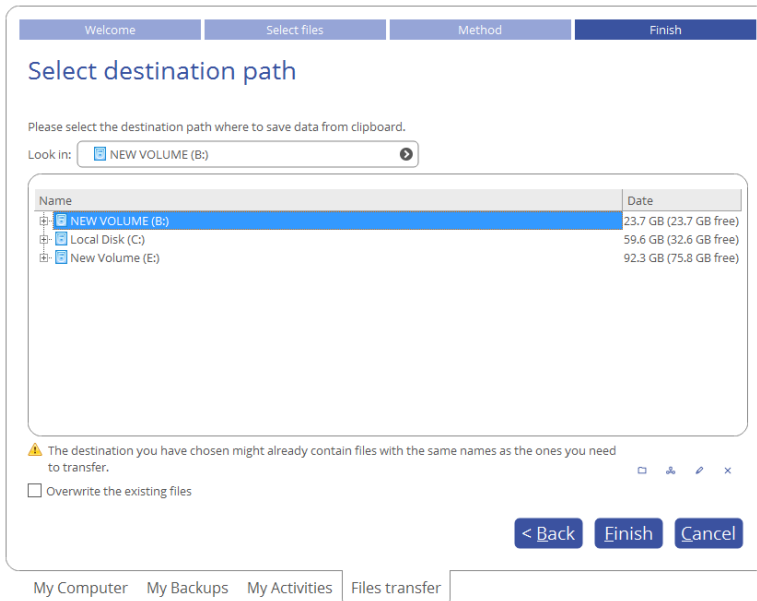 Welcome
Select files
Method
Finish
Select destination path
Please select the destination path where to save data from clipboard.
Look in: NEW VOLUME (B:)
Name Date
NEW VOLUME (B:) 23.7 GB (23.7 GB free)
Local Disk (C:) 59.6 GB (32.6 GB free)
New Volume (E:) 92.3 GB (75.8 GB free)
The destination you have chosen might already contain files with the same names as the ones you need
to transfer.
Overwrite the existing files
< Back Finish Cancel
My Computer My Backups My Activities Files transfer